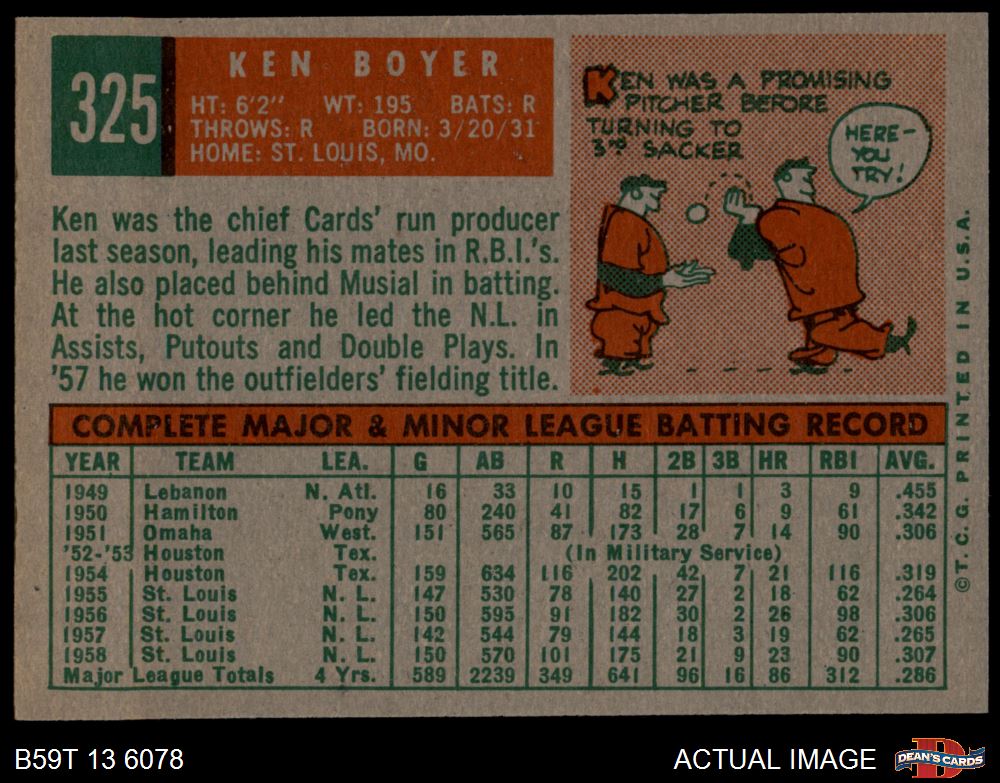 325
KEN BOYER
HT: 6'2" WT: 195 BATS: R
THROWS: R BORN: 3/20/31
HOME: ST. LOUIS, MO.
Ken was the chief Cards' run producer
last season, leading his mates in R.B.I.'s.
He also placed behind Musial in batting.
At the hot corner he led the N.L. in
Assists, Putouts and Double Plays. In
'57 he won the outfielders' fielding title.
KEN WAS A PROMISING
PITCHER BEFORE
TURNING TO
3RD SACKER
HERE-
YOU
TRY!
COMPLETE MAJOR & MINOR LEAGUE BATTING RECORD
YEAR TEAM LEA. G AB R H 2B 3B HR RBI AVG.
1949 Lebanon N. Atl. 16 33 10 15 1 1 3 9 .455
1950 Hamilton Pony 80 240 41 82 17 6 9 61 .342
1951 Omaha West. 151 565 87 173 28 7 14 90 .306
'52-'53 Houston Tex. (In Military Service)
1954 Houston Tex. 159 634 116 202 42 7 21 116 .319
1955 St. Louis N. L. 147 530 78 140 27 2 18 62 .264
1956 St. Louis N. L. 150 595 91 182 30 2 26 98 .306
1957 St. Louis N. L. 142 544 79 144 18 3 19 62 .265
1958 St. Louis N. L. 150 570 101 175 21 9 23 90 .307
Major League Totals 4 Yrs. 589 2239 349 641 96 16 86 312 .286
©T.C.G. PRINTED IN U.S.A.
B59T 13 6078
ACTUAL IMAGE
D
DEAN'S CARDS